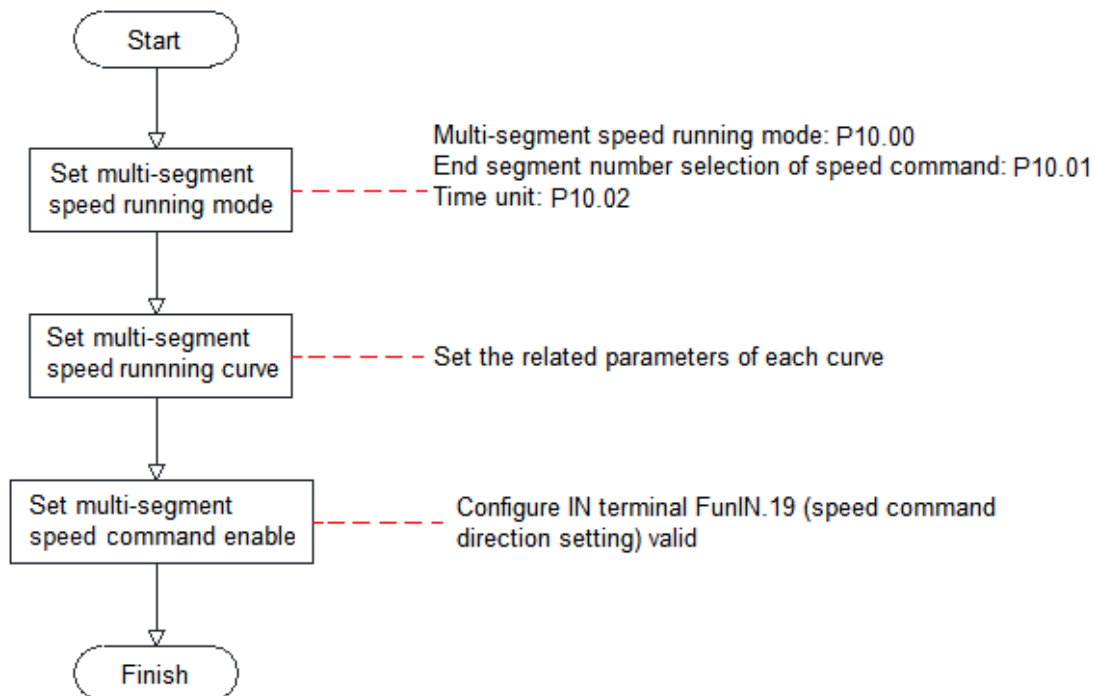 Start
Set multi-segment
speed running mode
Multi-segment speed running mode: P10.00
End segment number selection of speed command: P10.01
Time unit: P10.02
Set multi-segment
speed runnning curve
Set the related parameters of each curve
Set multi-segment
speed command enable
Configure IN terminal FunIN.19 (speed command
direction setting) valid
Finish